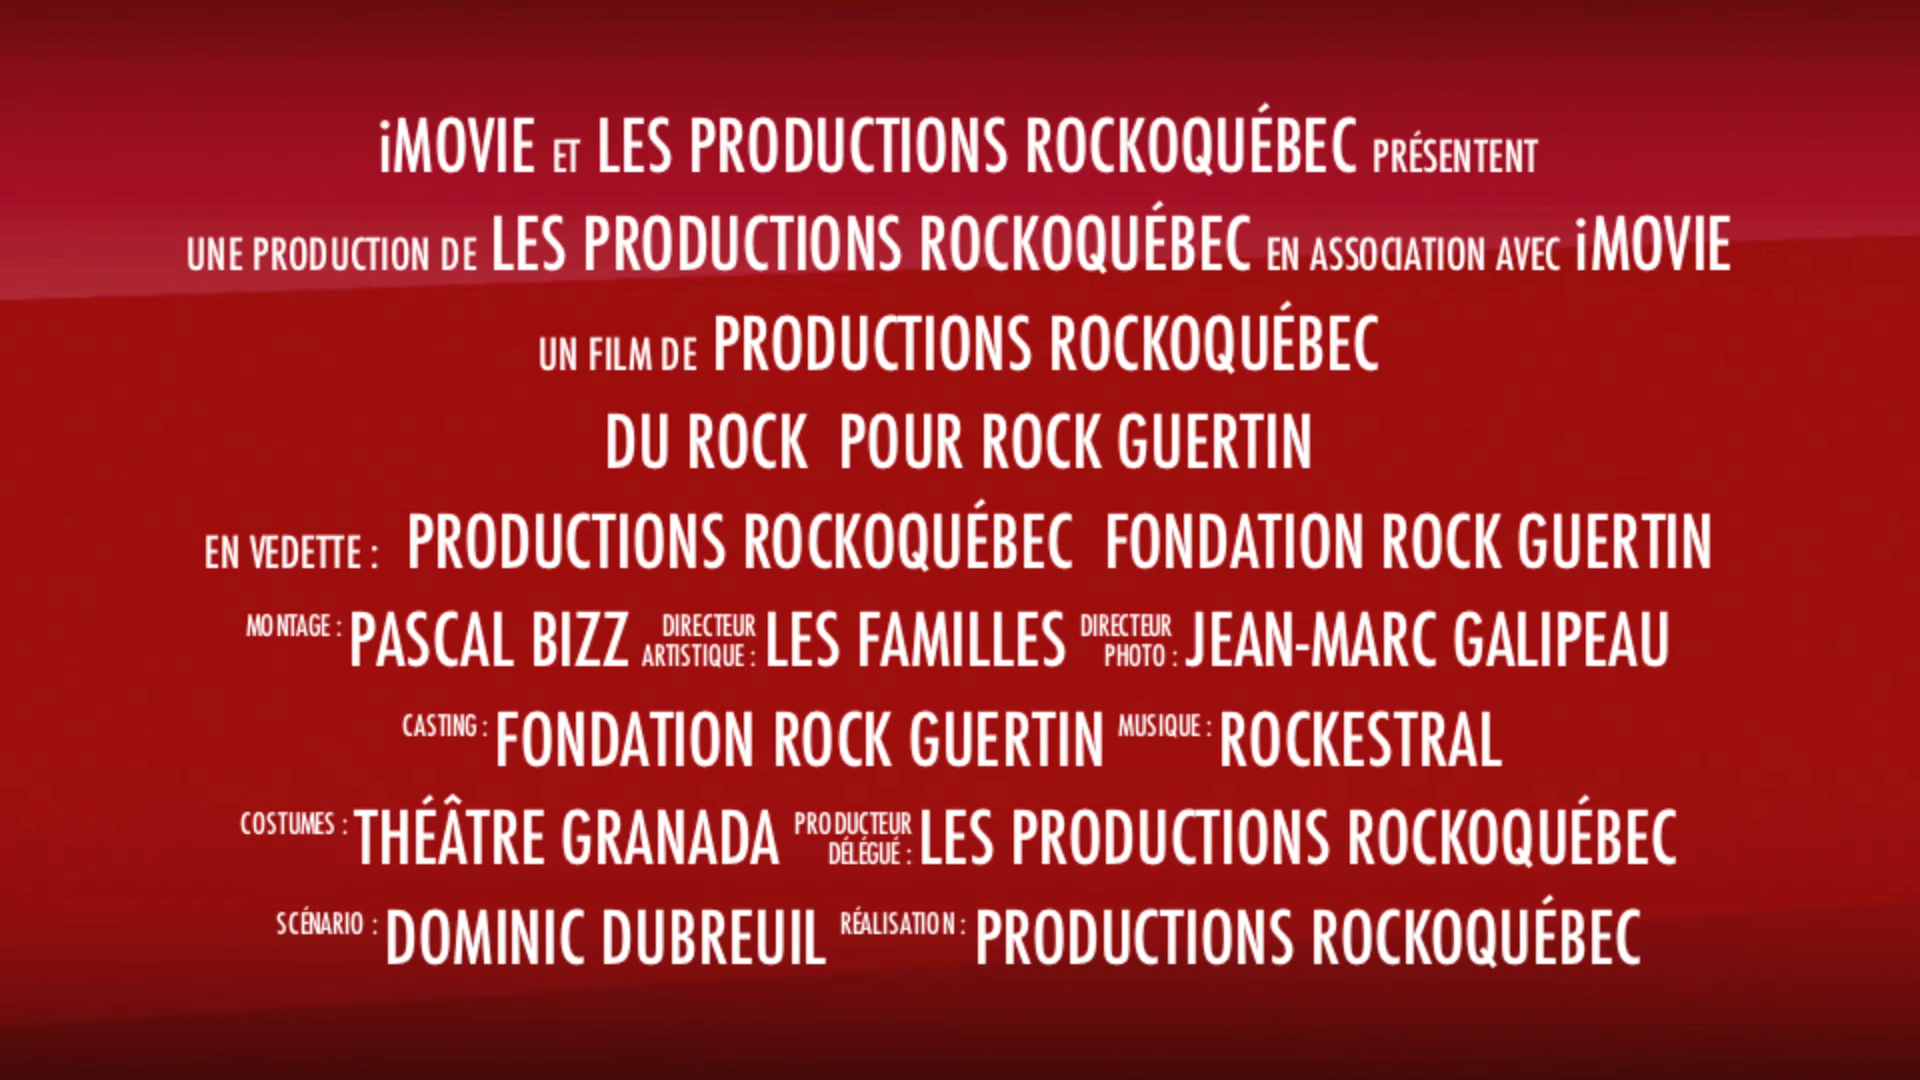 iMOVIE ET LES PRODUCTIONS ROCKOQUÉBEC PRÉSENTENT
UNE PRODUCTION DE LES PRODUCTIONS ROCKOQUÉBEC EN ASSOCIATION AVEC iMOVIE
UN FILM DE PRODUCTIONS ROCKOQUÉBEC
DU ROCK POUR ROCK GUERTIN
EN VEDETTE : PRODUCTIONS ROCKOQUÉBEC FONDATION ROCK GUERTIN
MONTAGE : PASCAL BIZZ DIRECTEUR ARTISTIQUE : LES FAMILLES DIRECTEUR PHOTO : JEAN-MARC GALIPEAU
CASTING : FONDATION ROCK GUERTIN MUSIQUE : ROCKESTRAL
COSTUMES : THÉÂTRE GRANADA PRODUCTEUR DÉLÉGUÉ : LES PRODUCTIONS ROCKOQUÉBEC
SCÉNARIO : DOMINIC DUBREUIL RÉALISATION : PRODUCTIONS ROCKOQUÉBEC